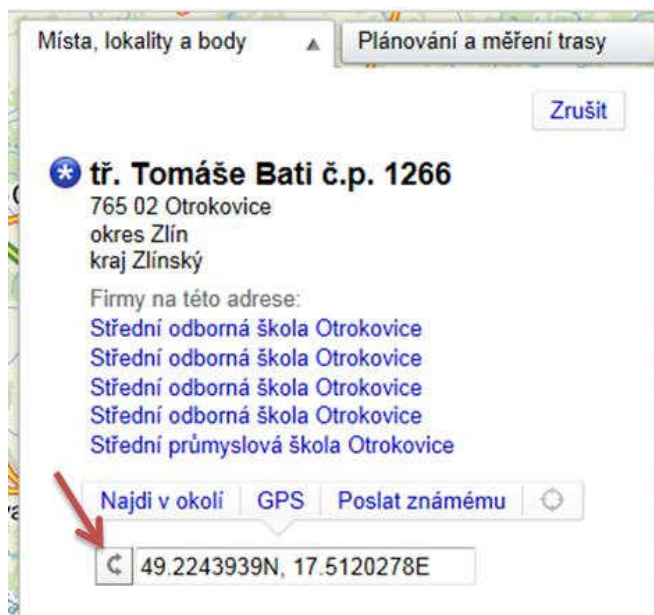 Místa, lokality a body
Plánování a měření trasy
Zrušit
tř. Tomáše Bati č.p. 1266
765 02 Otrokovice
okres Zlín
kraj Zlínský
Firmy na této adrese:
Střední odborná škola Otrokovice
Střední odborná škola Otrokovice
Střední odborná škola Otrokovice
Střední odborná škola Otrokovice
Střední průmyslová škola Otrokovice
Najdi v okolí GPS Poslat známému
49.2243939N, 17.5120278E